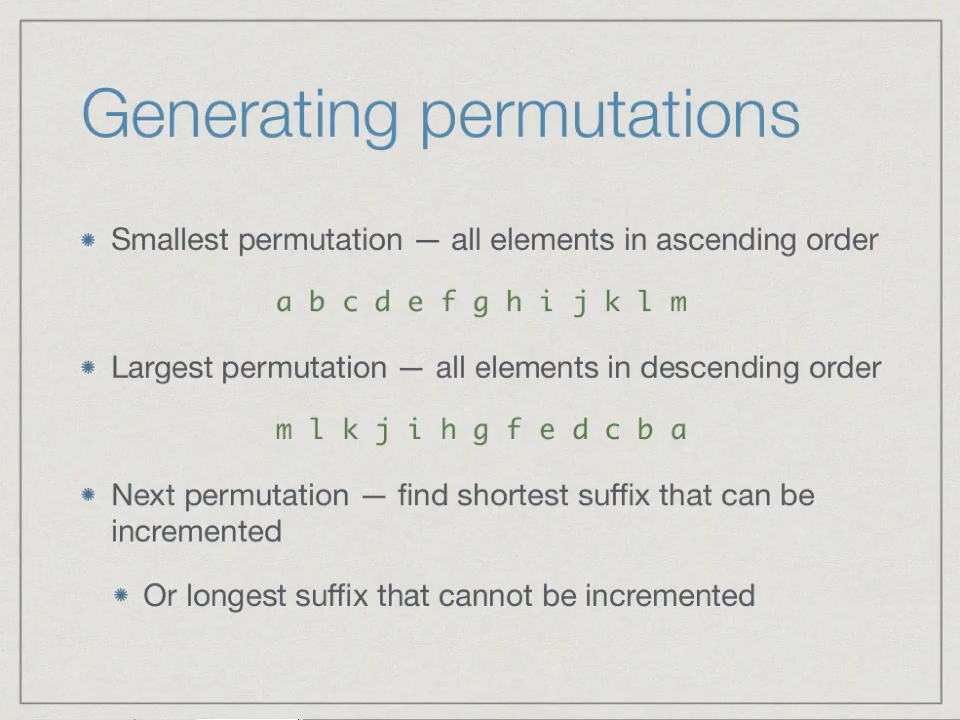 Generating permutations
Smallest permutation — all elements in ascending order
a b c d e f g h i j k l m
Largest permutation — all elements in descending order
m l k j i h g f e d c b a
Next permutation — find shortest suffix that can be
incremented
Or longest suffix that cannot be incremented